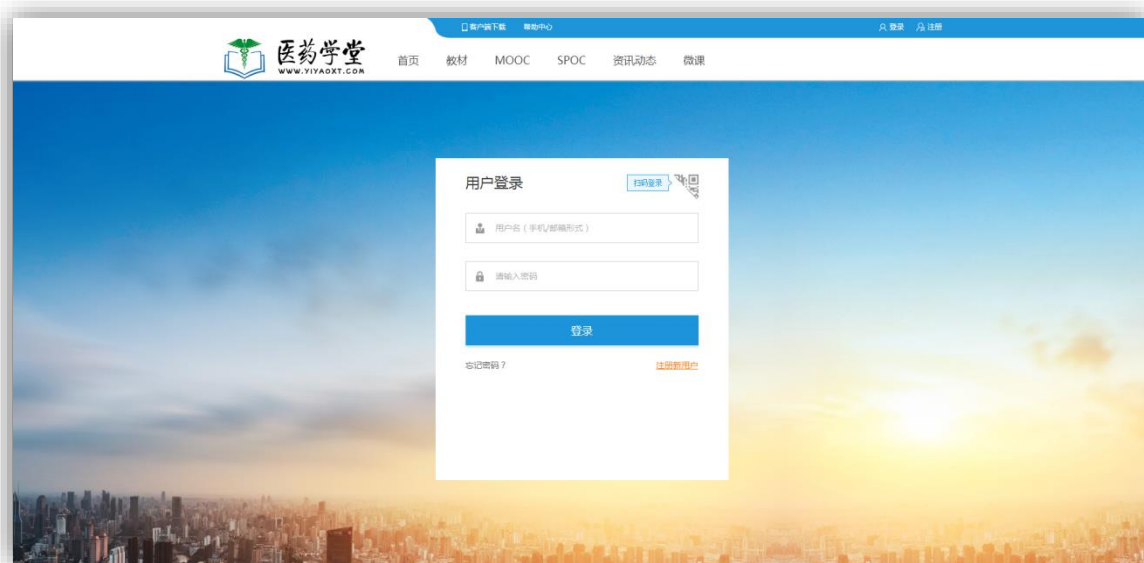 客户端下载 帮助中心 登录 注册
医药学堂
WWW.YIYAOXT.COM
首页 教材 MOOC SPOC 资讯动态 微课
用户登录 扫码登录
用户名（手机/邮箱形式）
请输入密码
登录
忘记密码？ 注册新用户